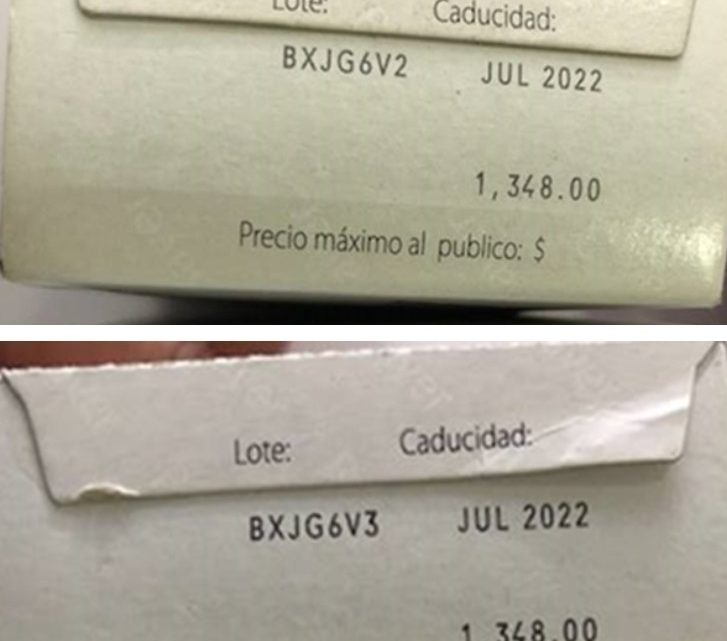 Lote: Caducidad:
BXJG6V2 JUL 2022
1,348.00
Precio máximo al publico: $
Lote: Caducidad:
BXJG6V3 JUL 2022
1 348.00